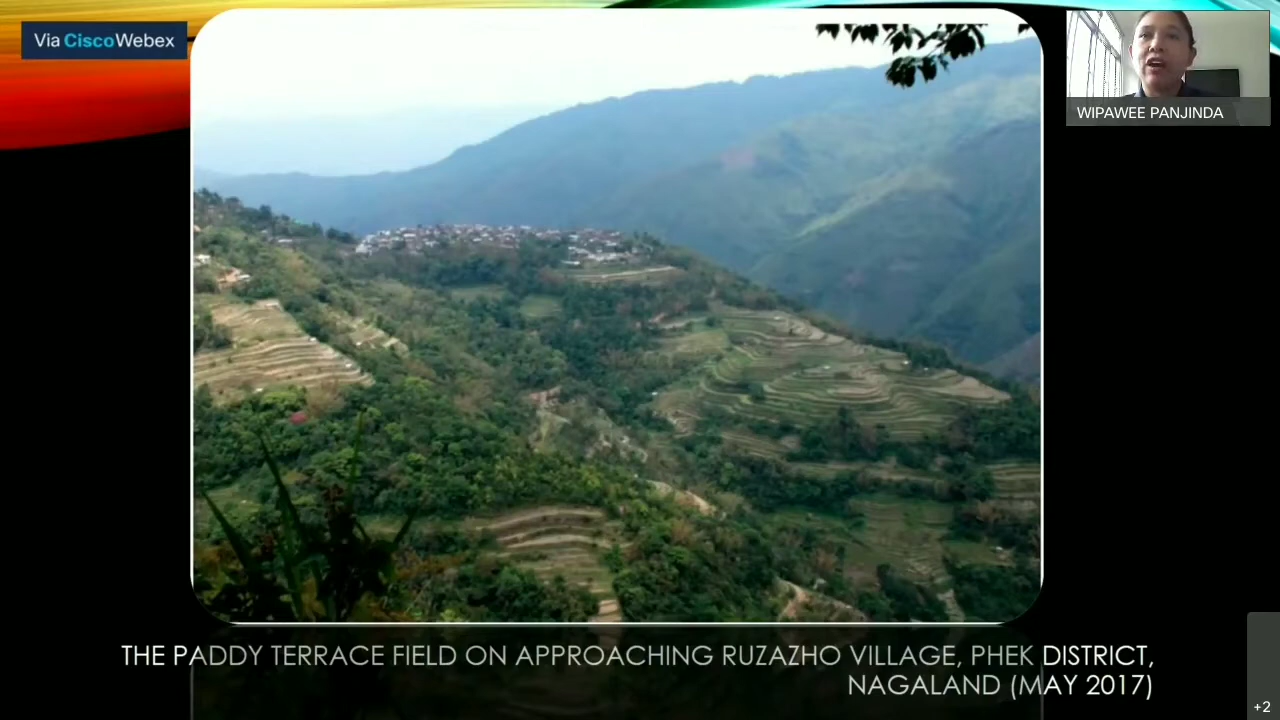 Via CiscoWebex
WIPAWEE PANJINDA
THE PADDY TERRACE FIELD ON APPROACHING RUZAZHO VILLAGE, PHEK DISTRICT,
NAGALAND (MAY 2017)
+2